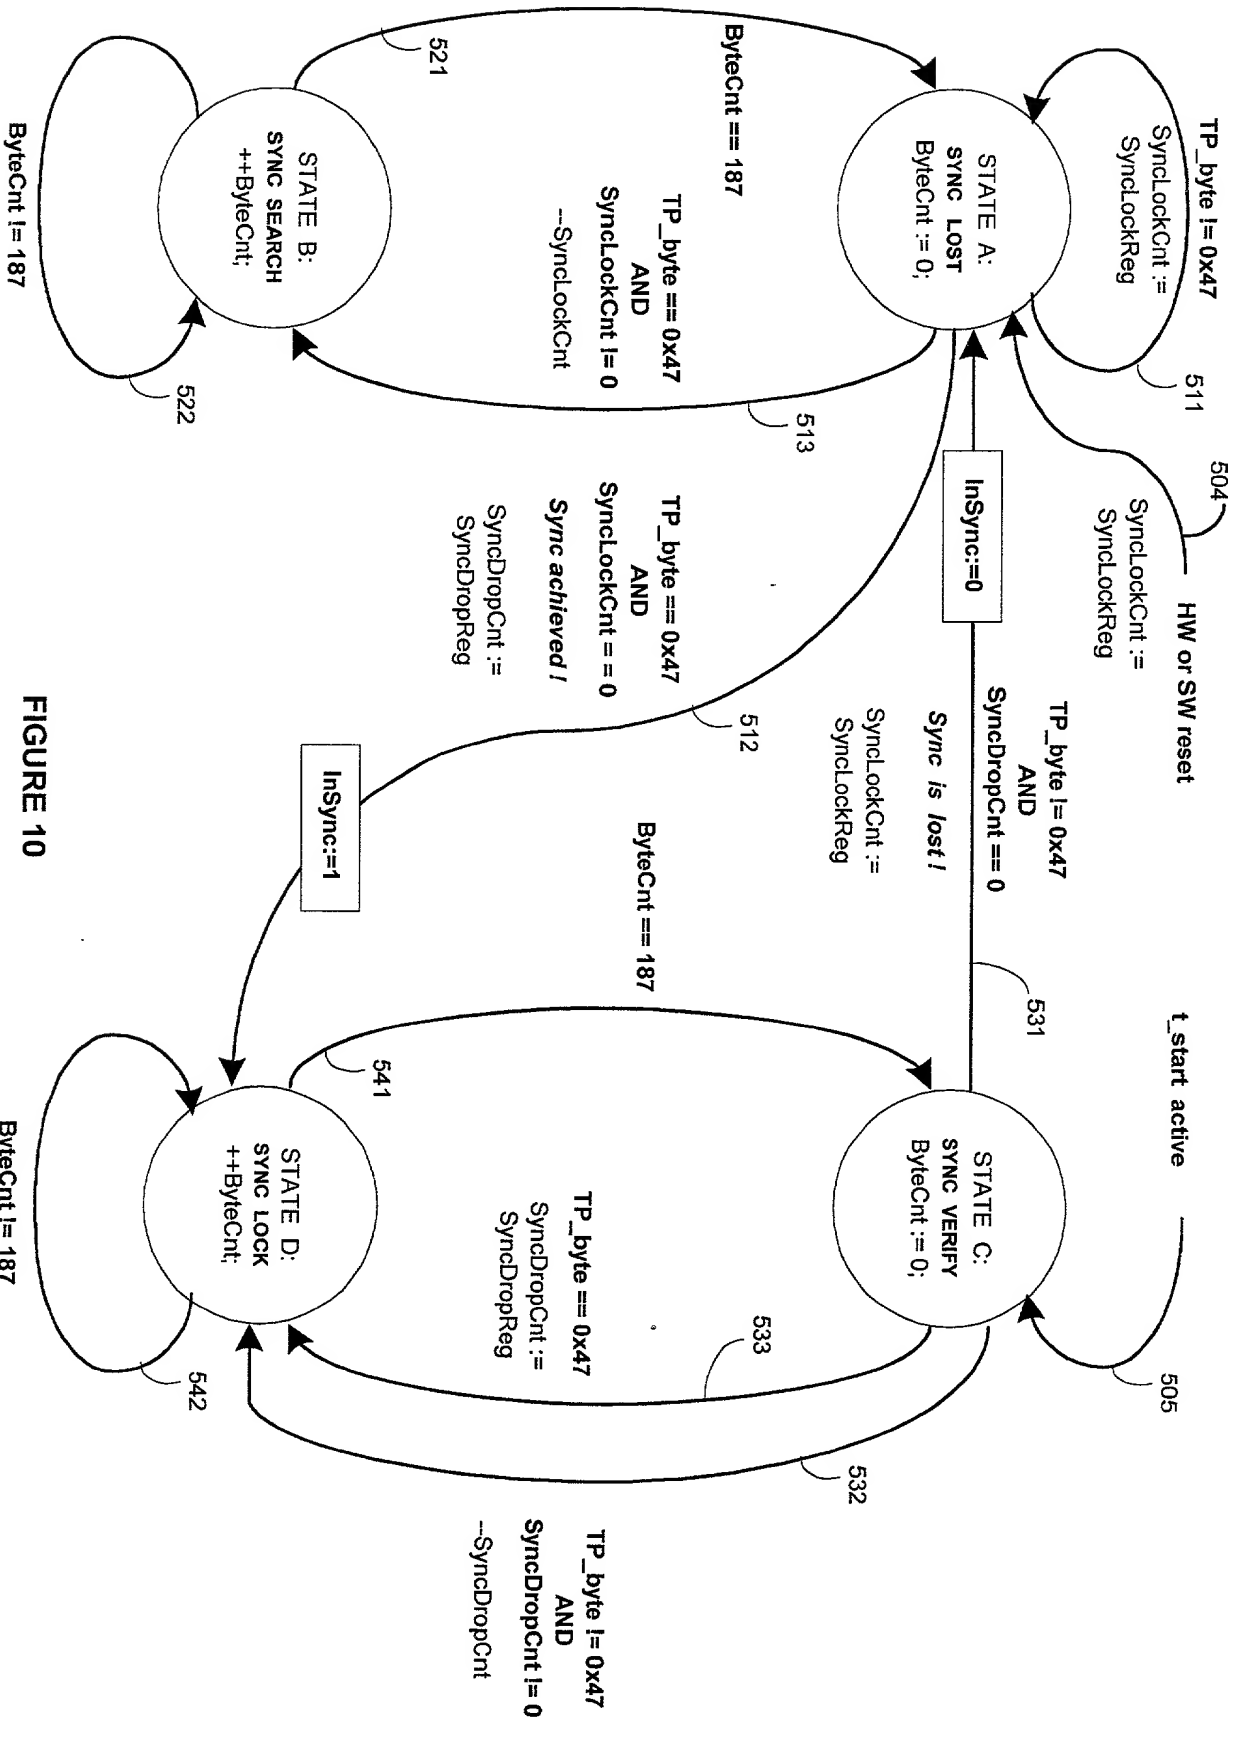 TP_byte != 0x47
SyncLockCnt :=
SyncLockReg
511
504
HW or SW reset
SyncLockCnt :=
SyncLockReg
t_start active
505
STATE A:
SYNC LOST
ByteCnt := 0;
InSync:=0
TP_byte != 0x47
AND
SyncDropCnt == 0
Sync is lost !
SyncLockCnt :=
SyncLockReg
531
STATE C:
SYNC VERIFY
ByteCnt := 0;
521
ByteCnt == 187
TP_byte == 0x47
AND
SyncLockCnt != 0
--SyncLockCnt
513
TP_byte == 0x47
AND
SyncLockCnt = = 0
Sync achieved !
SyncDropCnt :=
SyncDropReg
512
ByteCnt == 187
541
TP_byte == 0x47
SyncDropCnt :=
SyncDropReg
533
532
TP_byte != 0x47
AND
SyncDropCnt != 0
--SyncDropCnt
STATE B:
SYNC SEARCH
++ByteCnt;
522
ByteCnt != 187
InSync:=1
STATE D:
SYNC LOCK
++ByteCnt;
542
ByteCnt != 187
FIGURE 10